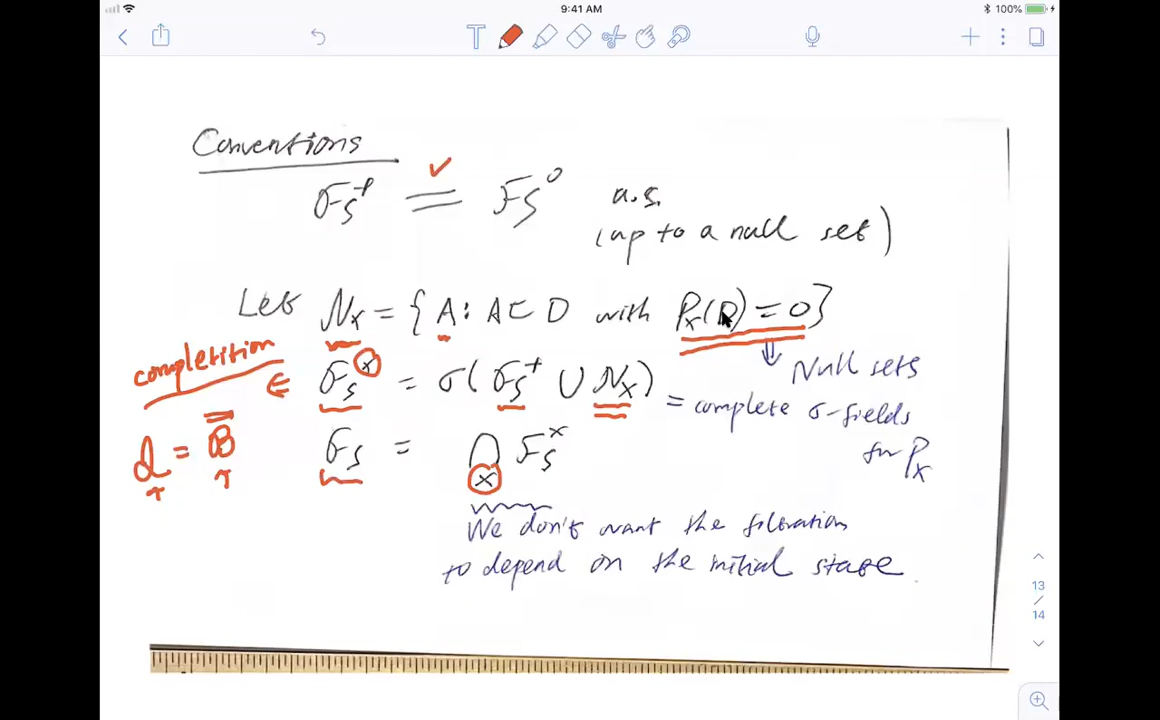 9:41 AM
100%
Conventions
✓
F_s^+ = F_s^0 a.s.
(up to a null set)
Let N_x = { A : A ⊂ D with P_x(D) = 0 }
completition
⇓ Null sets
∈ F_s^x = σ( F_s^+ ∪ N_x ) = complete σ-fields
for P_x
F_s = ∩_x F_s^x
We don't want the filtration
to depend on the initial state
13
/
14